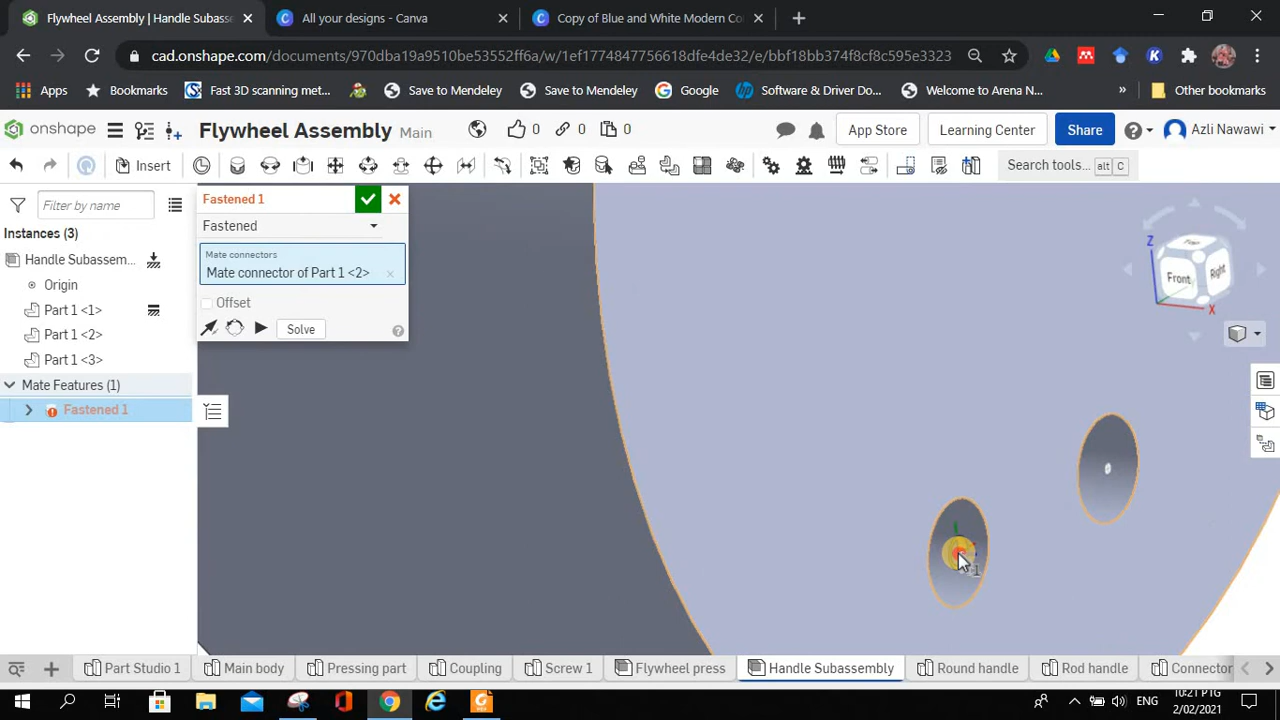 Flywheel Assembly | Handle Subasse
All your designs - Canva
Copy of Blue and White Modern Co
cad.onshape.com/documents/970dba19a9510be53552ff6a/w/1ef1774847756618de4de32/e/bbf18bb374f8cf8c595e3323
Apps
Bookmarks
Fast 3D scanning met...
Save to Mendeley
Save to Mendeley
Google
Software & Driver Do...
Welcome to Arena N...
»
Other bookmarks
onshape
Flywheel Assembly Main
0
0
0
App Store
Learning Center
Share
Azli Nawawi
Insert
Search tools... alt C
Filter by name
Fastened 1
Fastened
Instances (3)
Mate connectors
Handle Subassem...
Mate connector of Part 1 <2>
Origin
Offset
Part 1 <1>
Part 1 <2>
Solve
Part 1 <3>
Mate Features (1)
Fastened 1
Z
Front
Right
X
Part Studio 1
Main body
Pressing part
Coupling
Screw 1
Flywheel press
Handle Subassembly
Round handle
Rod handle
Connector
ENG
10:21 PTG
2/02/2021